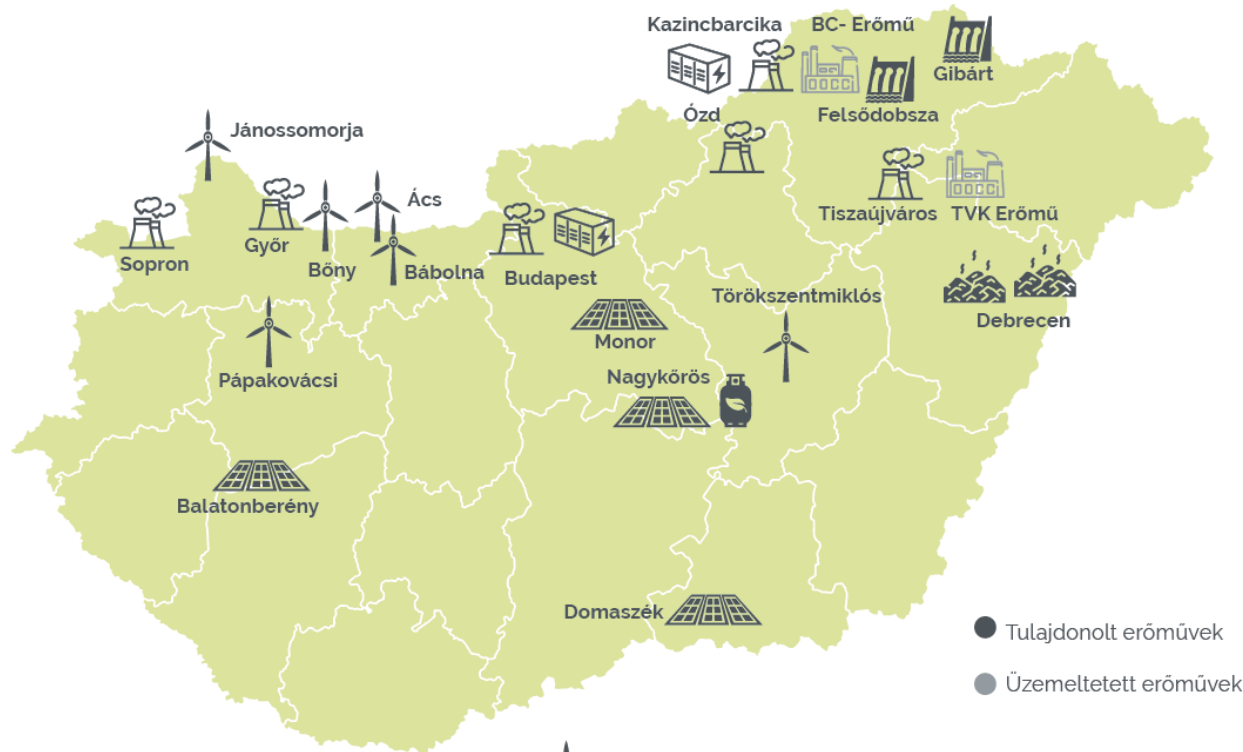 Kazincbarcika
BC- Erőmű
Gibárt
Ózd
Felsődobsza
Jánossomorja
Ács
Tiszaújváros
TVK Erőmű
Sopron
Győr
Bőny
Bábolna
Budapest
Törökszentmiklós
Debrecen
Monor
Pápakovácsi
Nagykőrös
Balatonberény
Domaszék
Tulajdonolt erőművek
Üzemeltetett erőművek